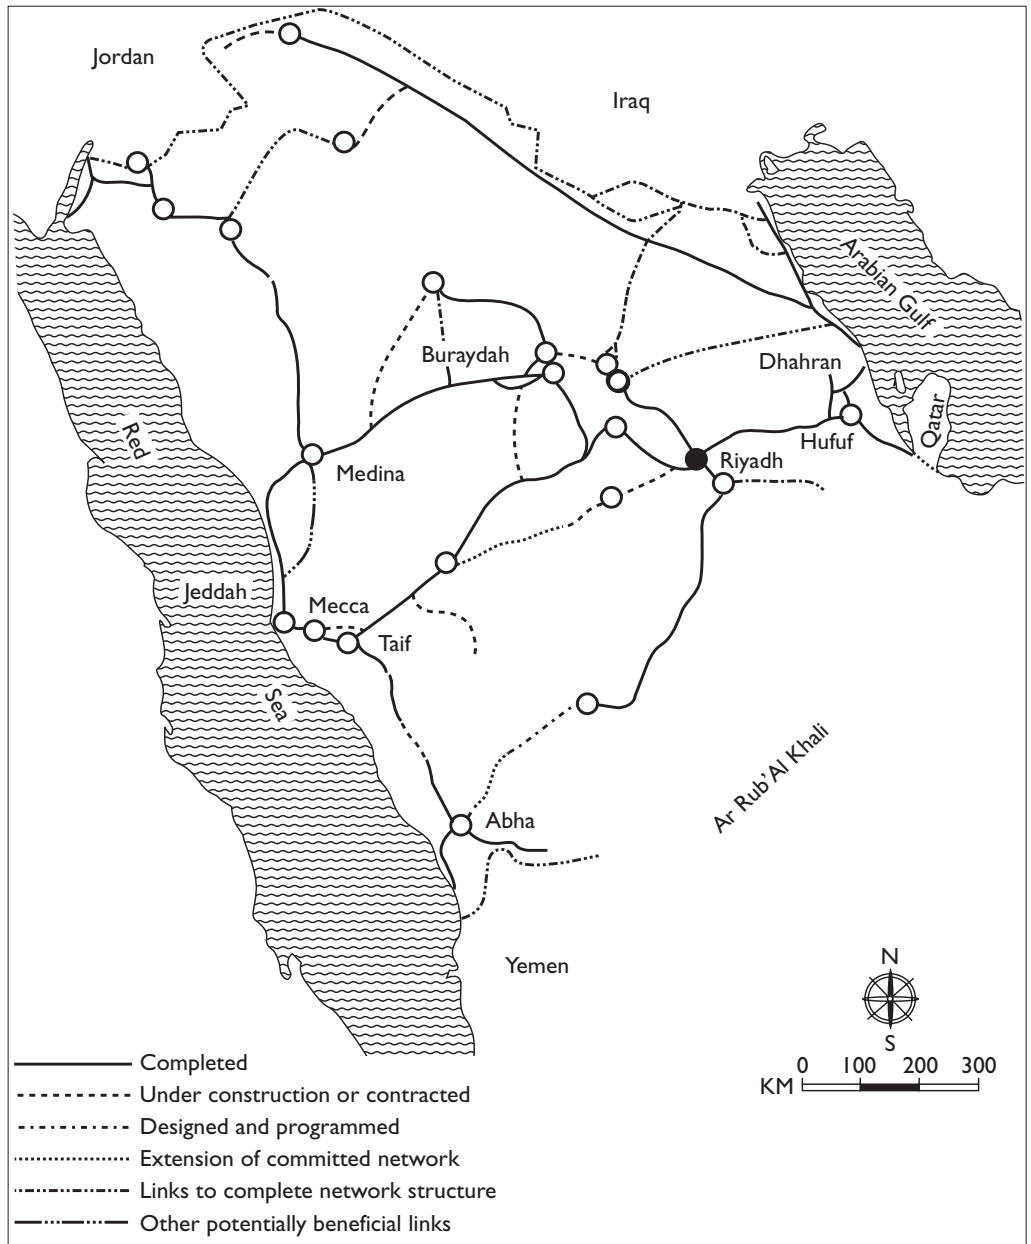 Jordan
Iraq
Arabian Gulf
Buraydah
Dhahran
Qatar
Red
Medina
Riyadh
Hufuf
Jeddah
Mecca
Taif
Sea
Ar Rub'Al Khali
Abha
Yemen
N
S
Completed
0 100 200 300
KM
Under construction or contracted
Designed and programmed
Extension of committed network
Links to complete network structure
Other potentially beneficial links